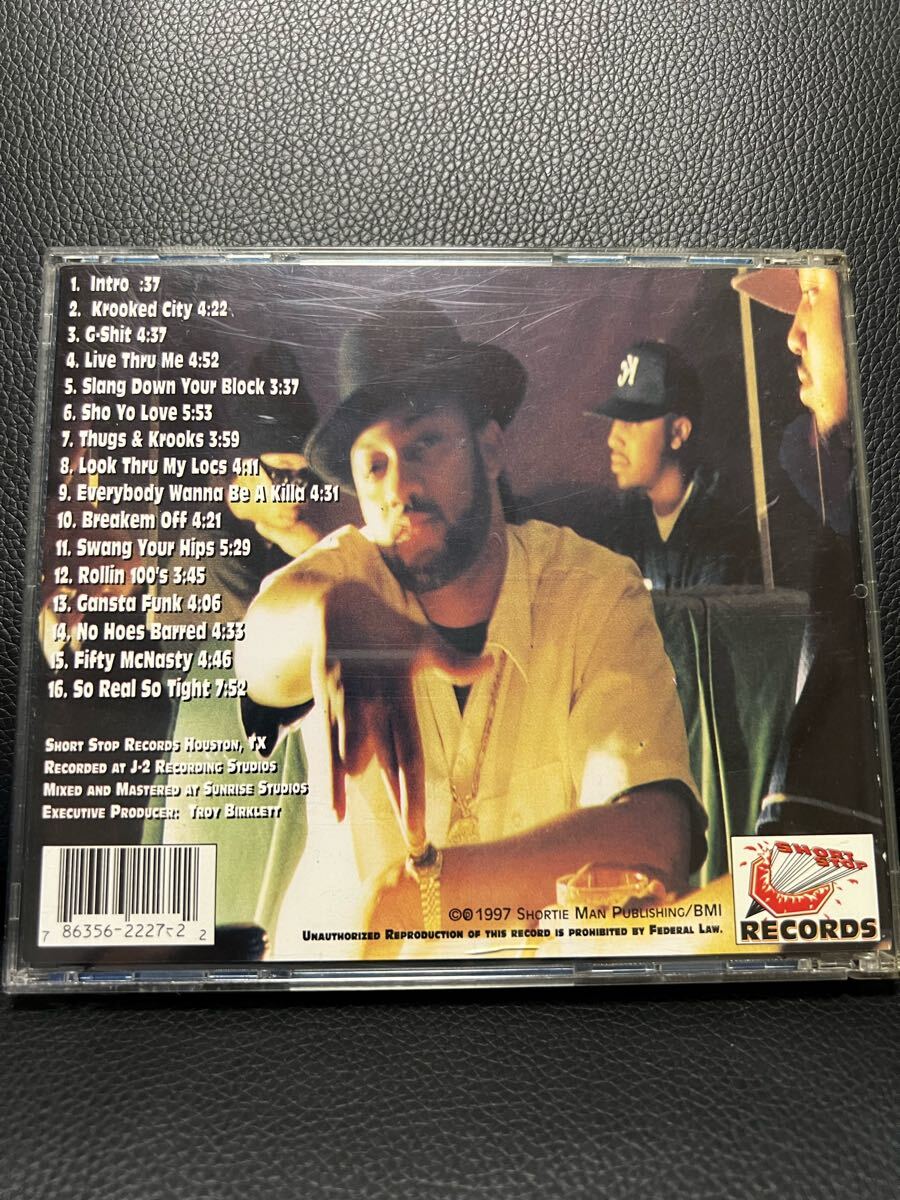 1. Intro :37
2. Krooked City 4:22
3. G-Shit 4:37
4. Live Thru Me 4:52
5. Slang Down Your Block 3:37
6. Sho Yo Love 5:53
7. Thugs & Krooks 3:59
8. Look Thru My Locs 4:11
9. Everybody Wanna Be A Killa 4:31
10. Breakem Off 4:21
11. Swang Your Hips 5:29
12. Rollin 100's 3:45
13. Gansta Funk 4:06
14. No Hoes Barred 4:33
15. Fifty McNasty 4:46
16. So Real So Tight 7:52
Short Stop Records Houston, TX
Recorded at J-2 Recording Studios
Mixed and Mastered at Sunrise Studios
Executive Producer: Troy Birklett
7 86356-2227-2 2
©℗1997 Shortie Man Publishing/BMI
Unauthorized Reproduction of this record is prohibited by Federal Law.
SHORT
STOP
RECORDS